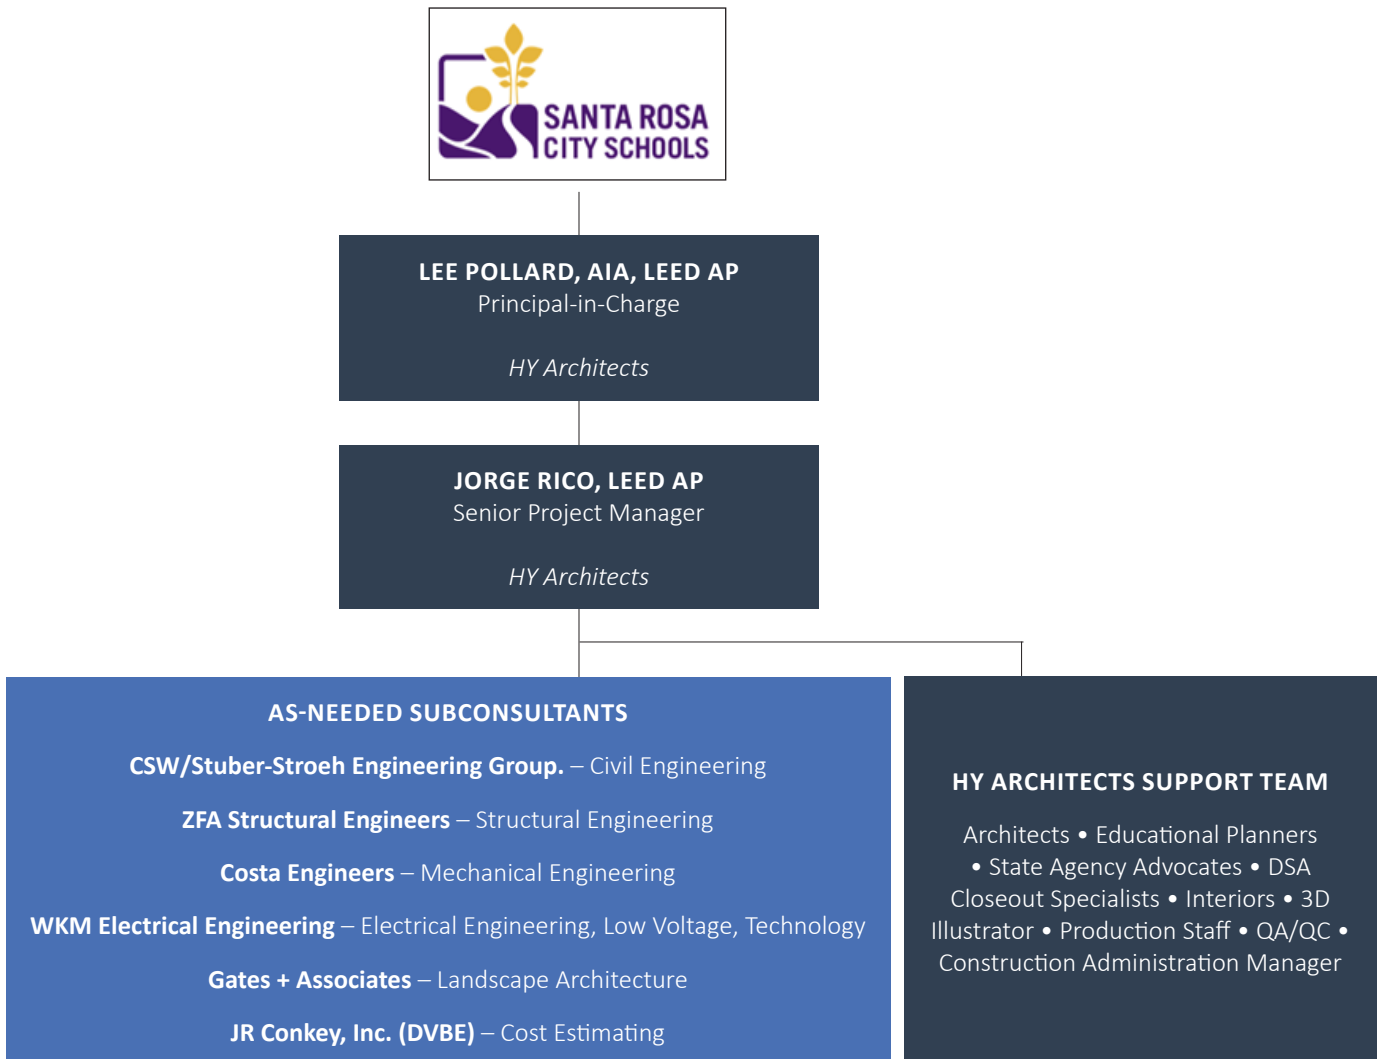 SANTA ROSA
CITY SCHOOLS
LEE POLLARD, AIA, LEED AP
Principal-in-Charge
HY Architects
JORGE RICO, LEED AP
Senior Project Manager
HY Architects
AS-NEEDED SUBCONSULTANTS
CSW/Stuber-Stroeh Engineering Group. – Civil Engineering
ZFA Structural Engineers – Structural Engineering
Costa Engineers – Mechanical Engineering
WKM Electrical Engineering – Electrical Engineering, Low Voltage, Technology
Gates + Associates – Landscape Architecture
JR Conkey, Inc. (DVBE) – Cost Estimating
HY ARCHITECTS SUPPORT TEAM
Architects • Educational Planners
• State Agency Advocates • DSA
Closeout Specialists • Interiors • 3D
Illustrator • Production Staff • QA/QC •
Construction Administration Manager